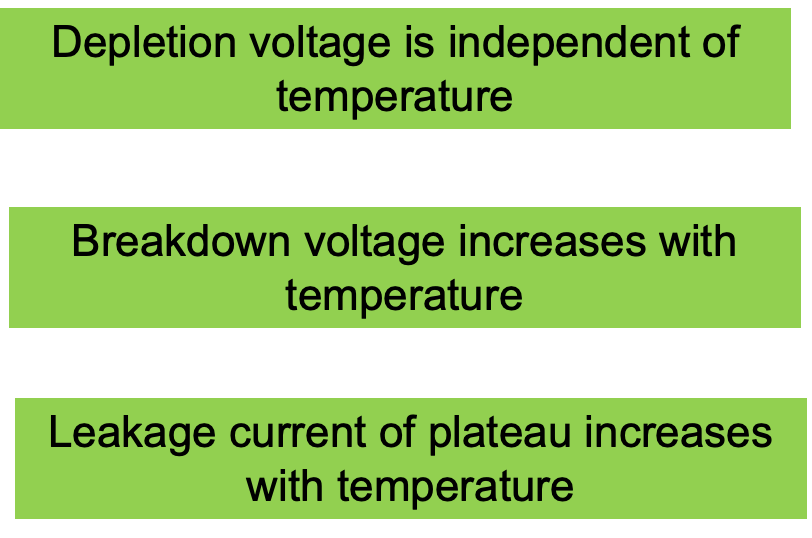 Depletion voltage is independent of
temperature
Breakdown voltage increases with
temperature
Leakage current of plateau increases
with temperature